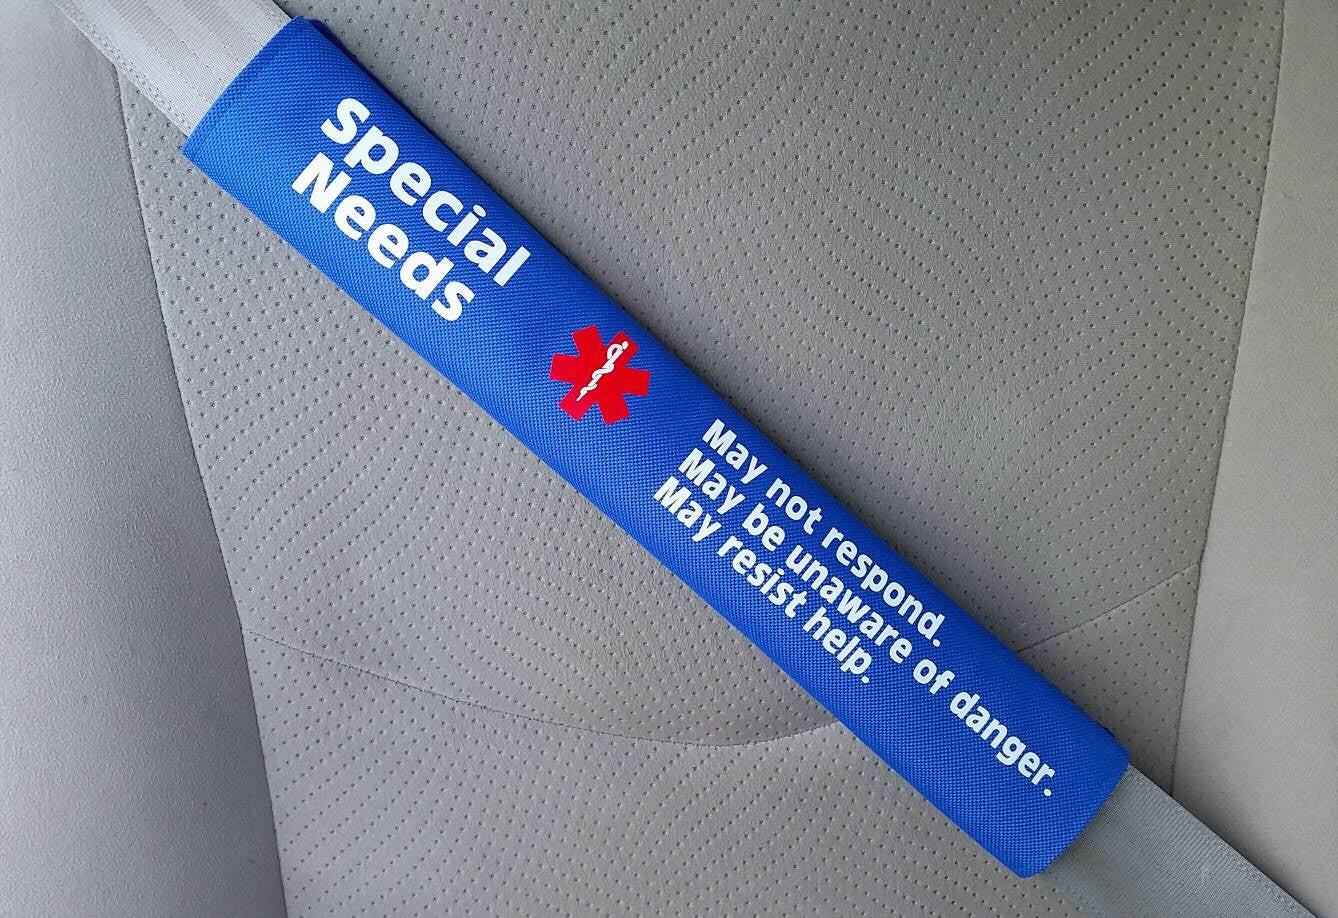 Special
Needs
May not respond.
May be unaware of danger.
May resist help.